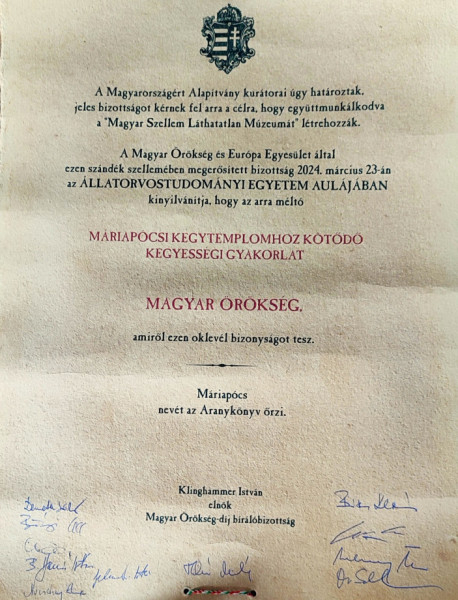 A Magyarországért Alapítvány kurátorai úgy határoztak,
jeles bizottságot kérnek fel arra a célra, hogy együttmunkálkodva
a "Magyar Szellem Láthatatlan Múzeumát" létrehozzák.
A Magyar Örökség és Európa Egyesület által
ezen szándék szellemében megerősített bizottság 2024. március 23-án
az ÁLLATORVOSTUDOMÁNYI EGYETEM AULÁJÁBAN
kinyilvánítja, hogy az arra méltó
MÁRIAPÓCSI KEGYTEMPLOMHOZ KÖTŐDŐ
KEGYESSÉGI GYAKORLAT
MAGYAR ÖRÖKSÉG,
amiről ezen oklevél bizonyságot tesz.
Máriapócs
nevét az Aranykönyv őrzi.
Klinghammer István
elnök
Magyar Örökség-díj bírálóbizottság